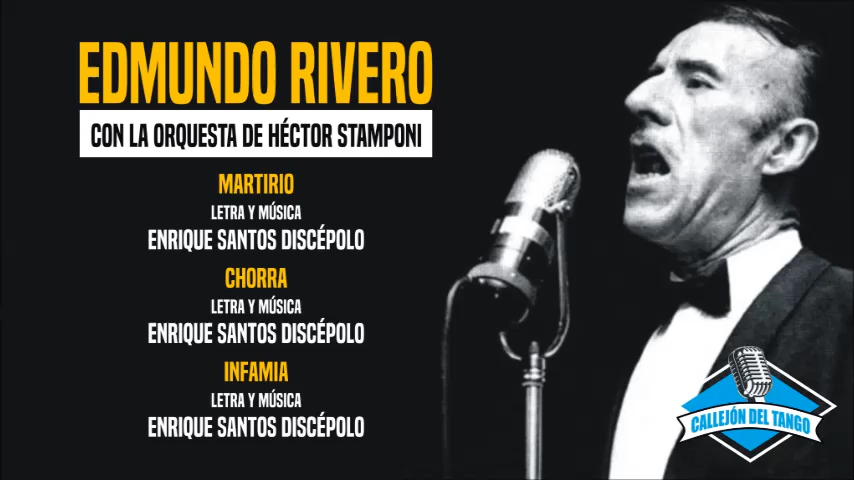 EDMUNDO RIVERO
CON LA ORQUESTA DE HÉCTOR STAMPONI
MARTIRIO
LETRA Y MÚSICA
ENRIQUE SANTOS DISCÉPOLO
CHORRA
LETRA Y MÚSICA
ENRIQUE SANTOS DISCÉPOLO
INFAMIA
LETRA Y MÚSICA
ENRIQUE SANTOS DISCÉPOLO
CALLEJÓN DEL TANGO